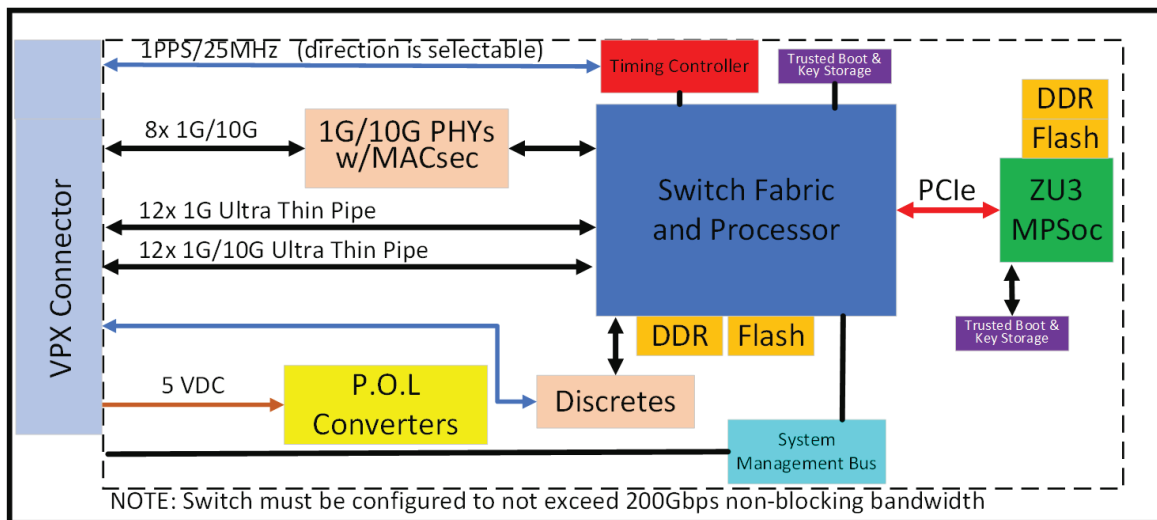 1PPS/25MHz (direction is selectable)
Timing Controller
Trusted Boot &
Key Storage
DDR
Flash
8x 1G/10G
1G/10G PHYs
w/MACsec
Switch Fabric
and Processor
PCIe
ZU3
MPSoc
12x 1G Ultra Thin Pipe
12x 1G/10G Ultra Thin Pipe
VPX Connector
Trusted Boot &
Key Storage
DDR
Flash
5 VDC
P.O.L
Converters
Discretes
System
Management Bus
NOTE: Switch must be configured to not exceed 200Gbps non-blocking bandwidth